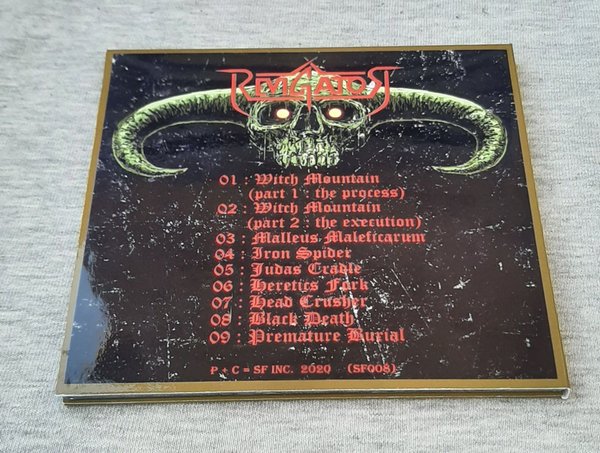 REVIGATOR
01 : Witch Mountain
(part 1 : the process)
02 : Witch Mountain
(part 2 : the execution)
03 : Malleus Maleficarum
04 : Iron Spider
05 : Judas Cradle
06 : Heretics Fork
07 : Head Crusher
08 : Black Death
09 : Premature Burial
P + C = SF INC. 2020 (SF008)